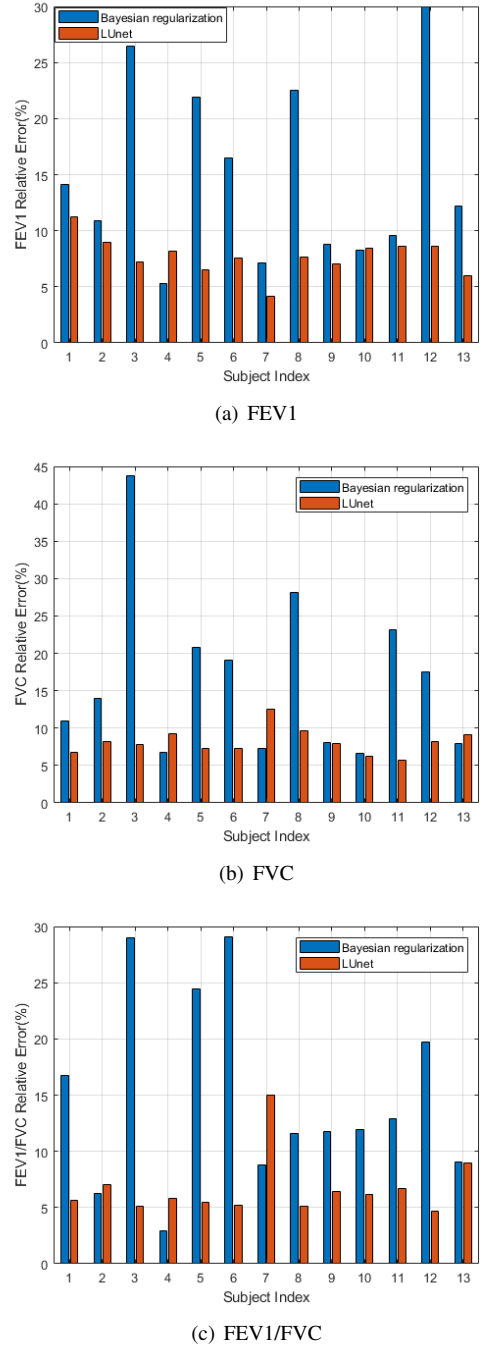 30
Bayesian regularization
LUnet
25
20
15
10
5
0
FEV1 Relative Error(%)
1 2 3 4 5 6 7 8 9 10 11 12 13
Subject Index
(a) FEV1
45
Bayesian regularization
LUnet
40
35
30
25
20
15
10
5
0
FVC Relative Error(%)
1 2 3 4 5 6 7 8 9 10 11 12 13
Subject Index
(b) FVC
30
Bayesian regularization
LUnet
25
20
15
10
5
0
FEV1/FVC Relative Error(%)
1 2 3 4 5 6 7 8 9 10 11 12 13
Subject Index
(c) FEV1/FVC